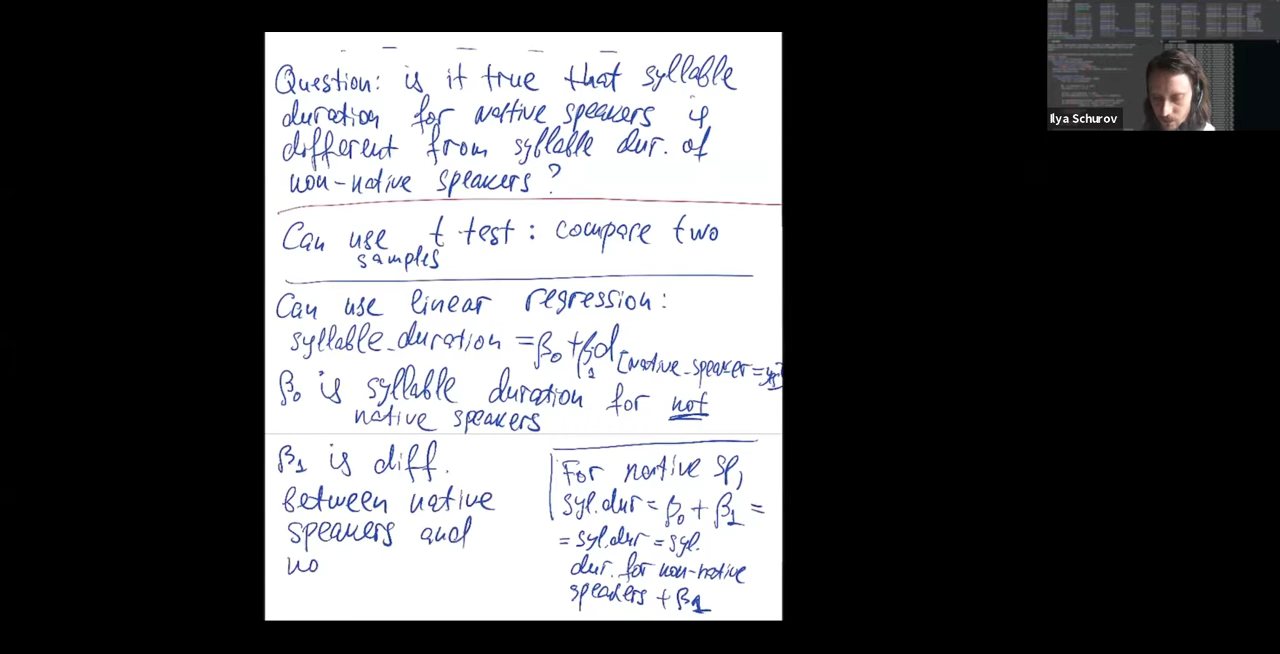 Question: is it true that syllable
duration for native speakers is
different from syllable dur. of
non-native speakers?
Can use t test: compare two
samples
Can use linear regression:
syllable_duration = β₀ + β₁d[native_speaker=yes]
β₀ is syllable duration for not
native speakers
β₁ is diff.
between native
speakers and
no
For native sp,
syl.dur = β₀ + β₁ =
= syl.dur = syl.
dur. for non-native
speakers + β₁
Ilya Schurov